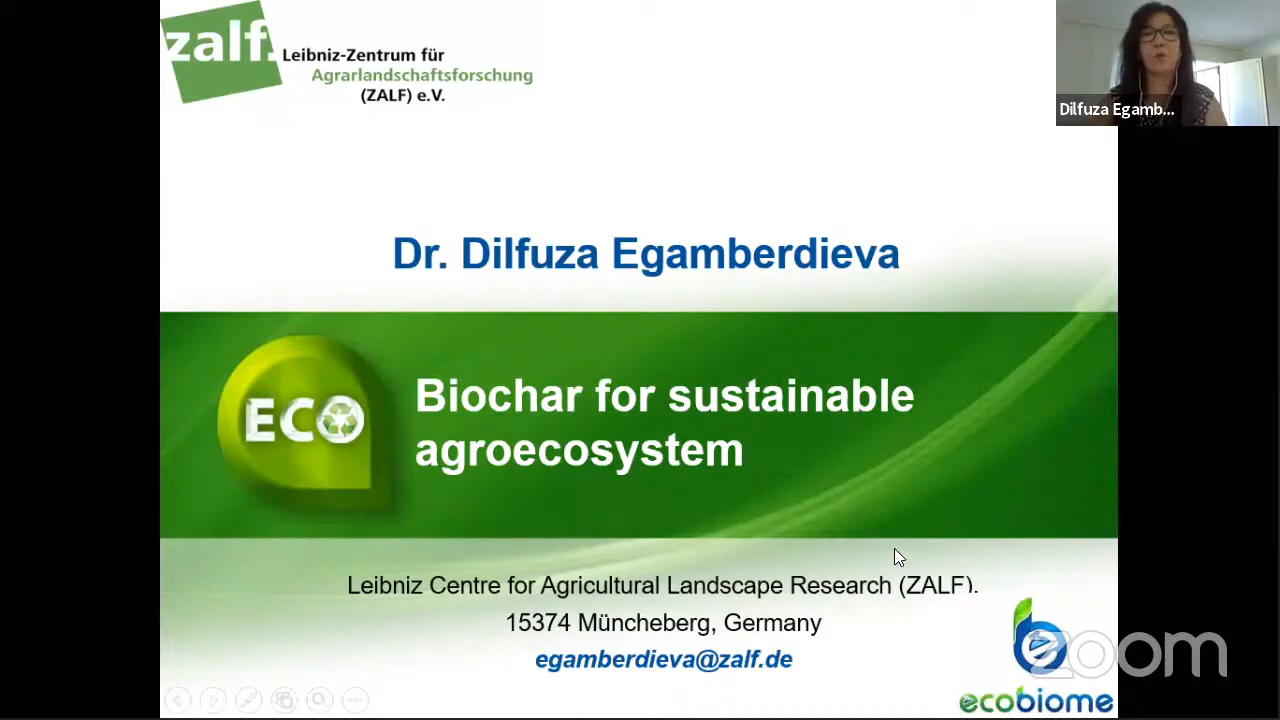 zalf.
Leibniz-Zentrum für
Agrarlandschaftsforschung
(ZALF) e.V.
Dilfuza Egamb...
Dr. Dilfuza Egamberdieva
ECO
Biochar for sustainable
agroecosystem
Leibniz Centre for Agricultural Landscape Research (ZALF).
15374 Müncheberg, Germany
egamberdieva@zalf.de
zoom
ecobiome